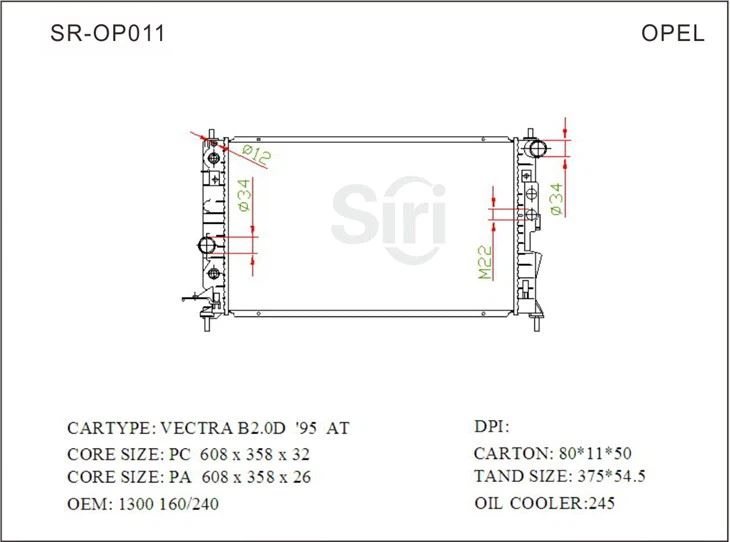 SR-OP011
OPEL
Ø12
Ø34
Siri
Ø34
M22
CARTYPE: VECTRA B2.0D '95 AT
CORE SIZE: PC 608 x 358 x 32
CORE SIZE: PA 608 x 358 x 26
OEM: 1300 160/240
DPI:
CARTON: 80*11*50
TAND SIZE: 375*54.5
OIL COOLER:245